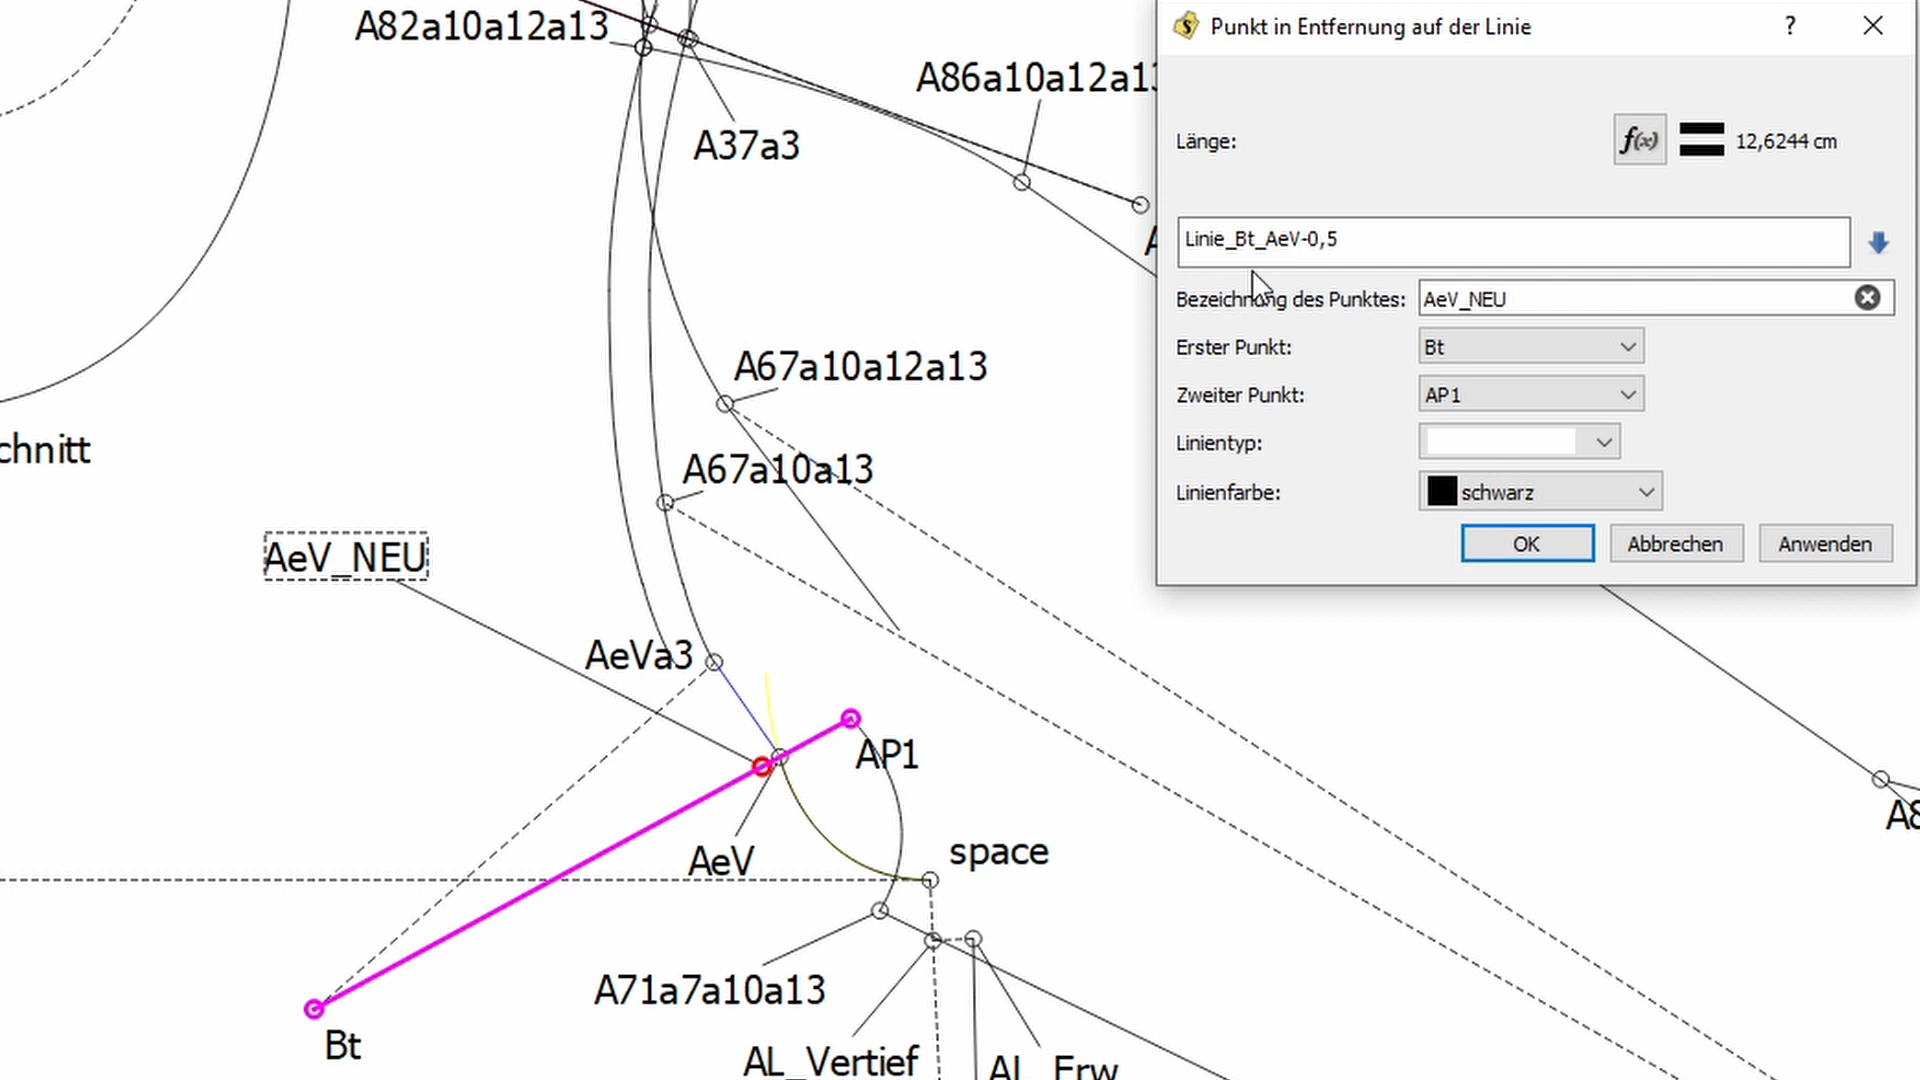 A82a10a12a13
A37a3
A86a10a12a13
Punkt in Entfernung auf der Linie
?
Länge:
f(x)
12,6244 cm
Linie_Bt_AeV-0,5
Bezeichnung des Punktes:
AeV_NEU
Erster Punkt:
Bt
Zweiter Punkt:
AP1
Linientyp:
Linienfarbe:
schwarz
OK
Abbrechen
Anwenden
A67a10a12a13
chnitt
A67a10a13
AeV_NEU
AeVa3
AP1
AeV
space
A71a7a10a13
Bt
AL_Vertief
AL_Erw